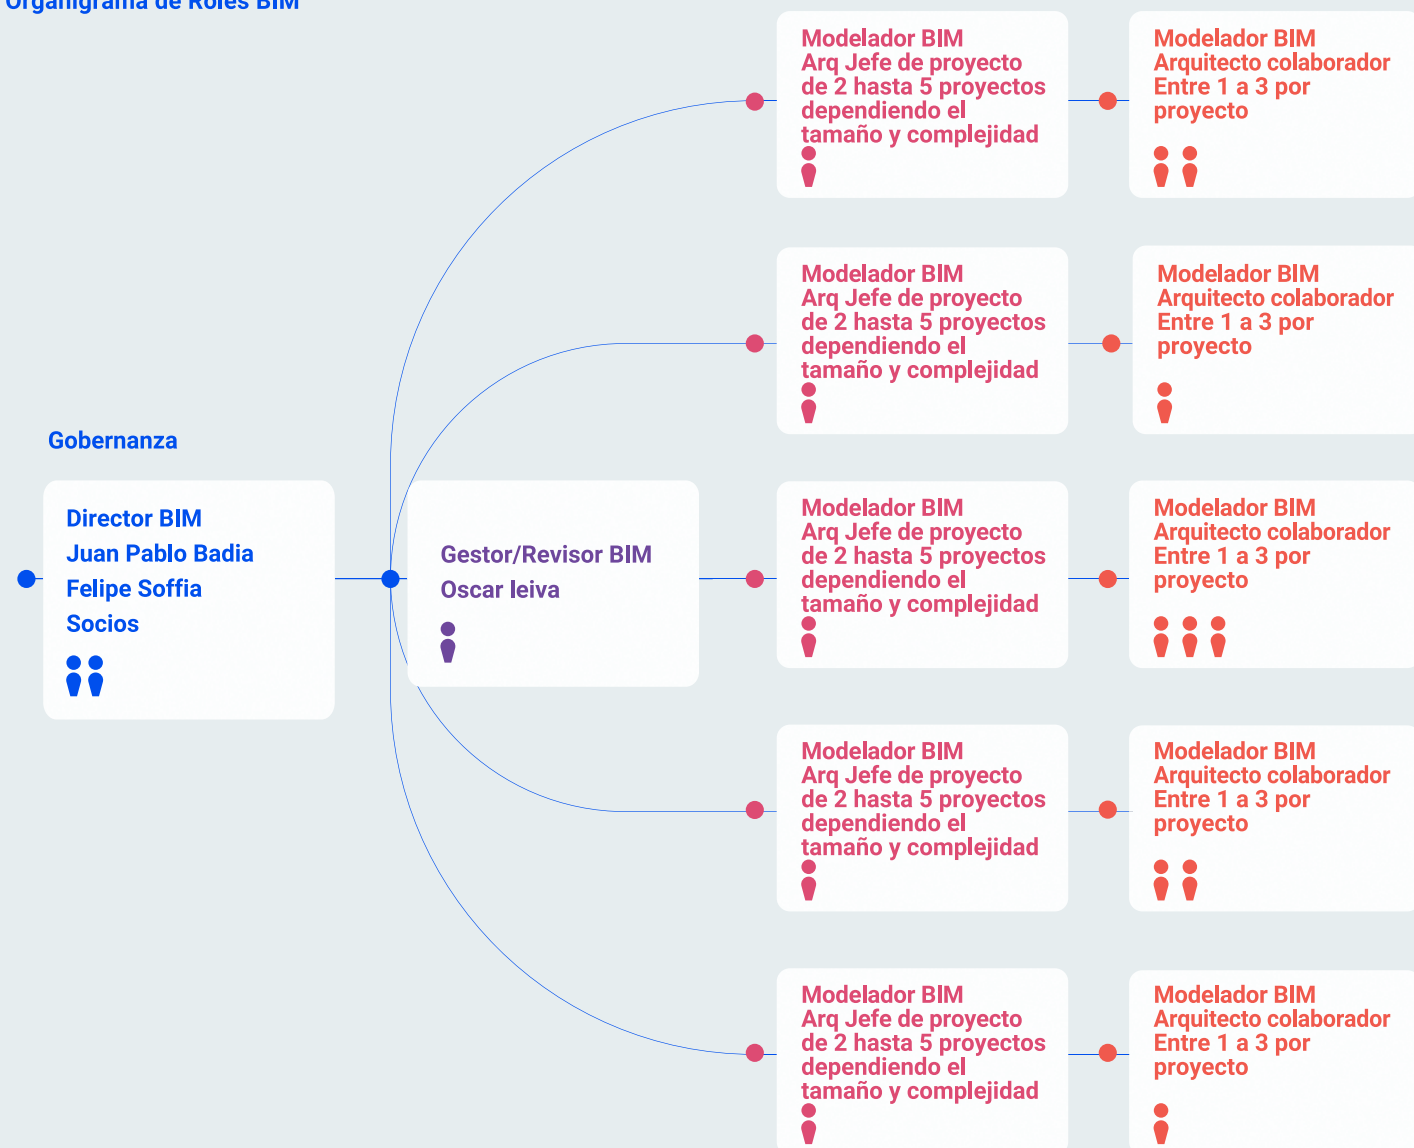 Organigrama de Roles BIM
Gobernanza
Director BIM
Juan Pablo Badia
Felipe Soffia
Socios
Gestor/Revisor BIM
Oscar leiva
Modelador BIM
Arq Jefe de proyecto
de 2 hasta 5 proyectos
dependiendo el
tamaño y complejidad
Modelador BIM
Arquitecto colaborador
Entre 1 a 3 por
proyecto
Modelador BIM
Arq Jefe de proyecto
de 2 hasta 5 proyectos
dependiendo el
tamaño y complejidad
Modelador BIM
Arquitecto colaborador
Entre 1 a 3 por
proyecto
Modelador BIM
Arq Jefe de proyecto
de 2 hasta 5 proyectos
dependiendo el
tamaño y complejidad
Modelador BIM
Arquitecto colaborador
Entre 1 a 3 por
proyecto
Modelador BIM
Arq Jefe de proyecto
de 2 hasta 5 proyectos
dependiendo el
tamaño y complejidad
Modelador BIM
Arquitecto colaborador
Entre 1 a 3 por
proyecto
Modelador BIM
Arq Jefe de proyecto
de 2 hasta 5 proyectos
dependiendo el
tamaño y complejidad
Modelador BIM
Arquitecto colaborador
Entre 1 a 3 por
proyecto